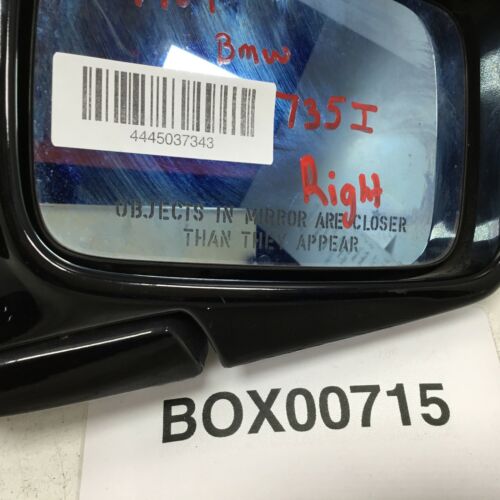 Bmw
735I
4445037343
Right
OBJECTS IN MIRROR ARE CLOSER
THAN THEY APPEAR
BOX00715